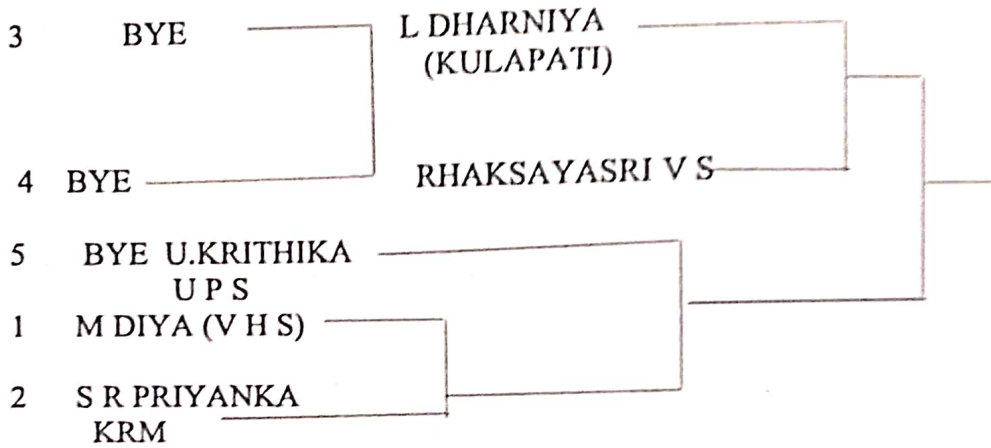 3 BYE L DHARNIYA
(KULAPATI)
4 BYE RHAKSAYASRI V S
5 BYE U.KRITHIKA
U P S
1 M DIYA (V H S)
2 S R PRIYANKA
KRM